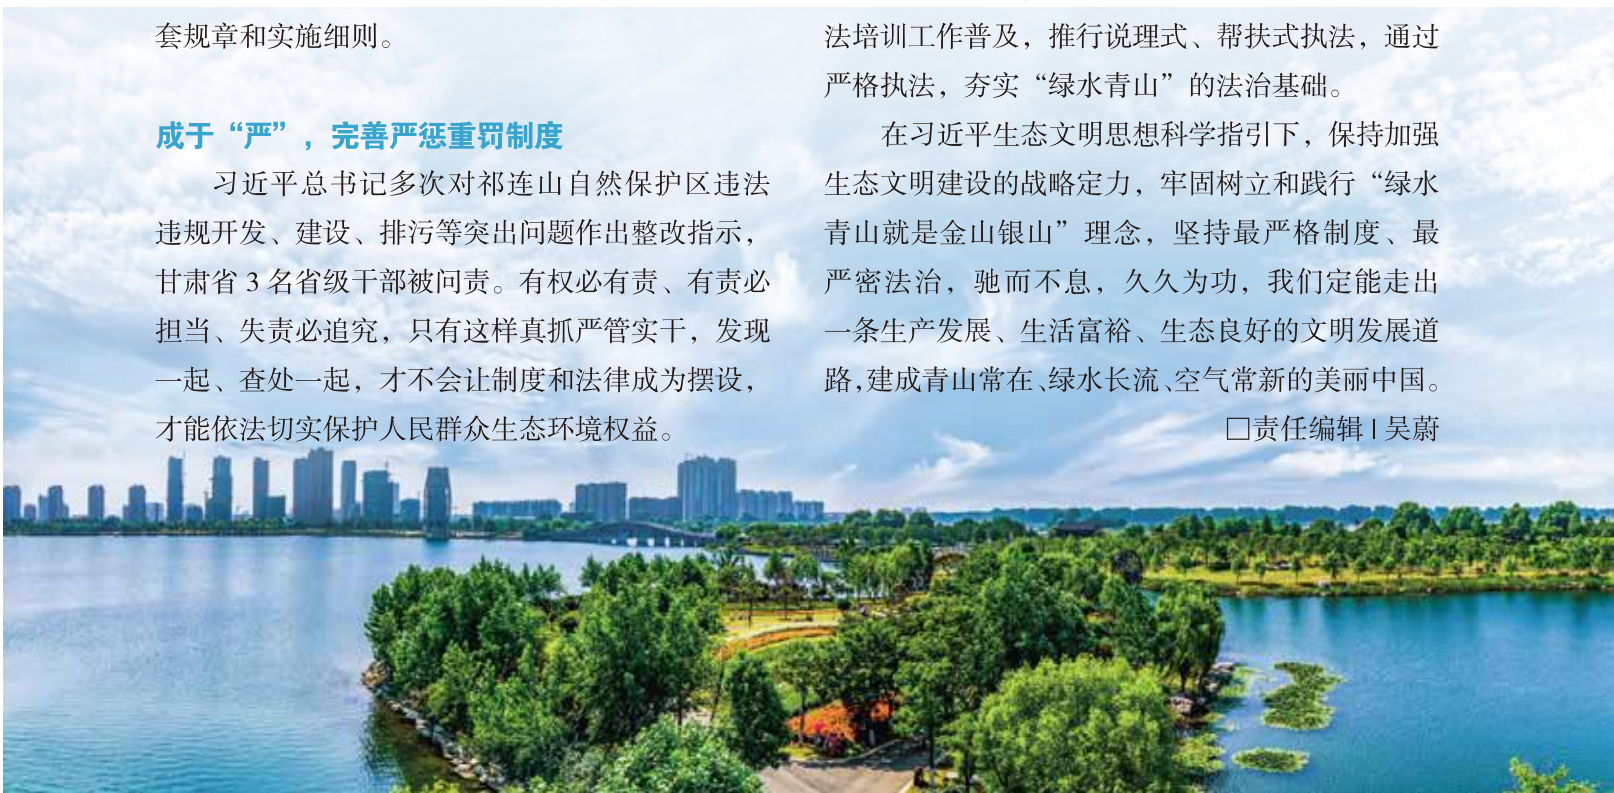 套规章和实施细则。
成于“严”，完善严惩重罚制度
习近平总书记多次对祁连山自然保护区违法
违规开发、建设、排污等突出问题作出整改指示，
甘肃省 3 名省级干部被问责。有权必有责、有责必
担当、失责必追究，只有这样真抓严管实干，发现
一起、查处一起，才不会让制度和法律成为摆设，
才能依法切实保护人民群众生态环境权益。
法培训工作普及，推行说理式、帮扶式执法，通过
严格执法，夯实“绿水青山”的法治基础。
在习近平生态文明思想科学指引下，保持加强
生态文明建设的战略定力，牢固树立和践行“绿水
青山就是金山银山”理念，坚持最严格制度、最
严密法治，驰而不息，久久为功，我们定能走出
一条生产发展、生活富裕、生态良好的文明发展道
路，建成青山常在、绿水长流、空气常新的美丽中国。
□责任编辑 | 吴蔚